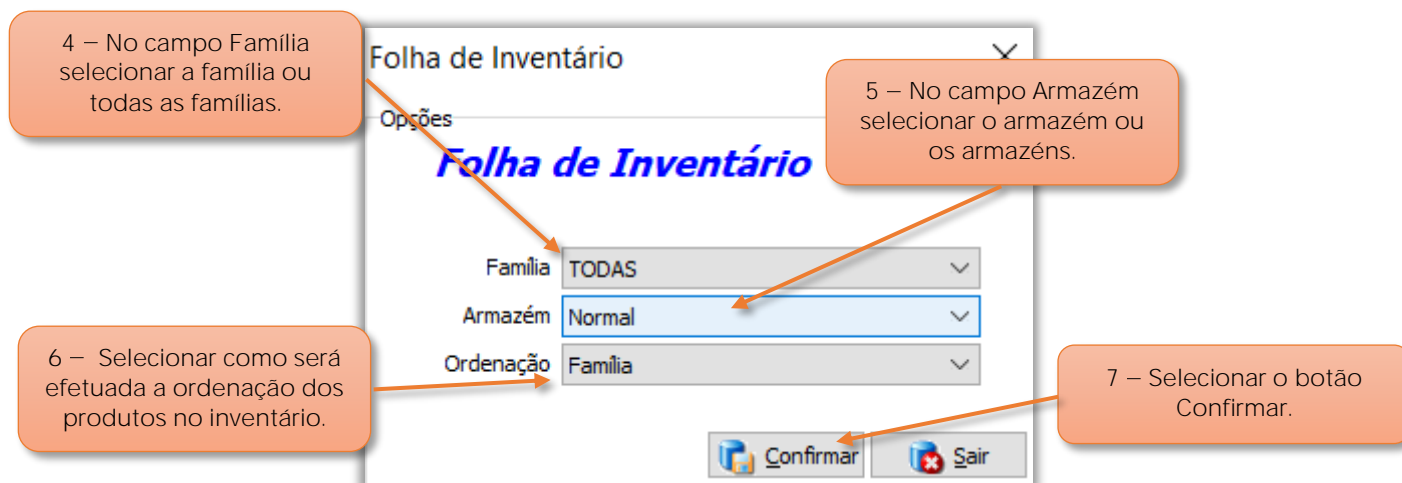 4 – No campo Família
selecionar a família ou
todas as famílias.
Folha de Inventário
5 – No campo Armazém
selecionar o armazém ou
os armazéns.
Opções
Folha de Inventário
Família TODAS
Armazém Normal
Ordenação Família
6 – Selecionar como será
efetuada a ordenação dos
produtos no inventário.
7 – Selecionar o botão
Confirmar.
Confirmar Sair